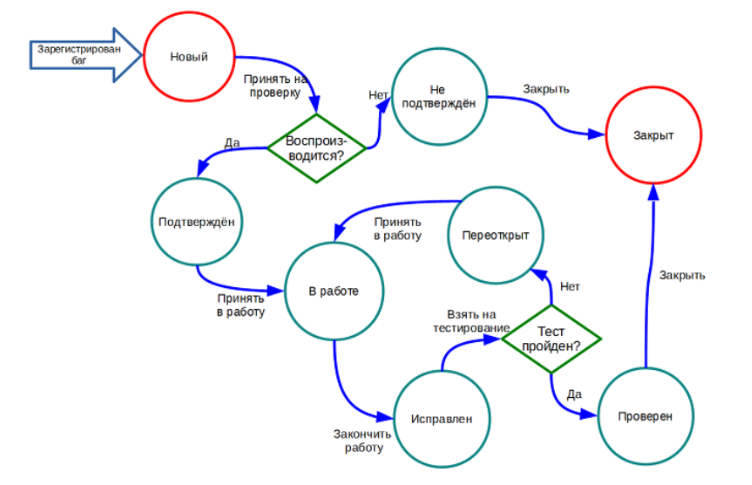 Зарегистрирован
баг
Новый
Принять на
проверку
Воспроиз-
водится?
Нет
Не
подтверждён
Закрыть
Закрыт
Да
Подтверждён
Принять
в работу
В работе
Принять
в работу
Переоткрыт
Нет
Взять на
тестирование
Тест
пройден?
Закрыть
Закончить
работу
Исправлен
Да
Проверен